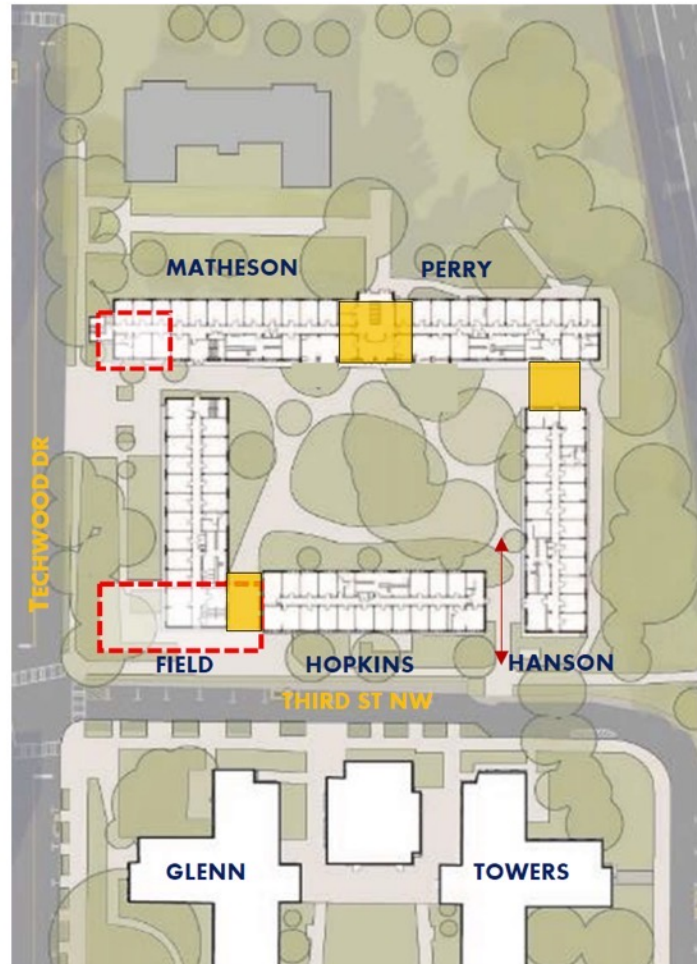 MATHESON
PERRY
TECHWOOD DR
FIELD
HOPKINS
HANSON
THIRD ST NW
GLENN
TOWERS